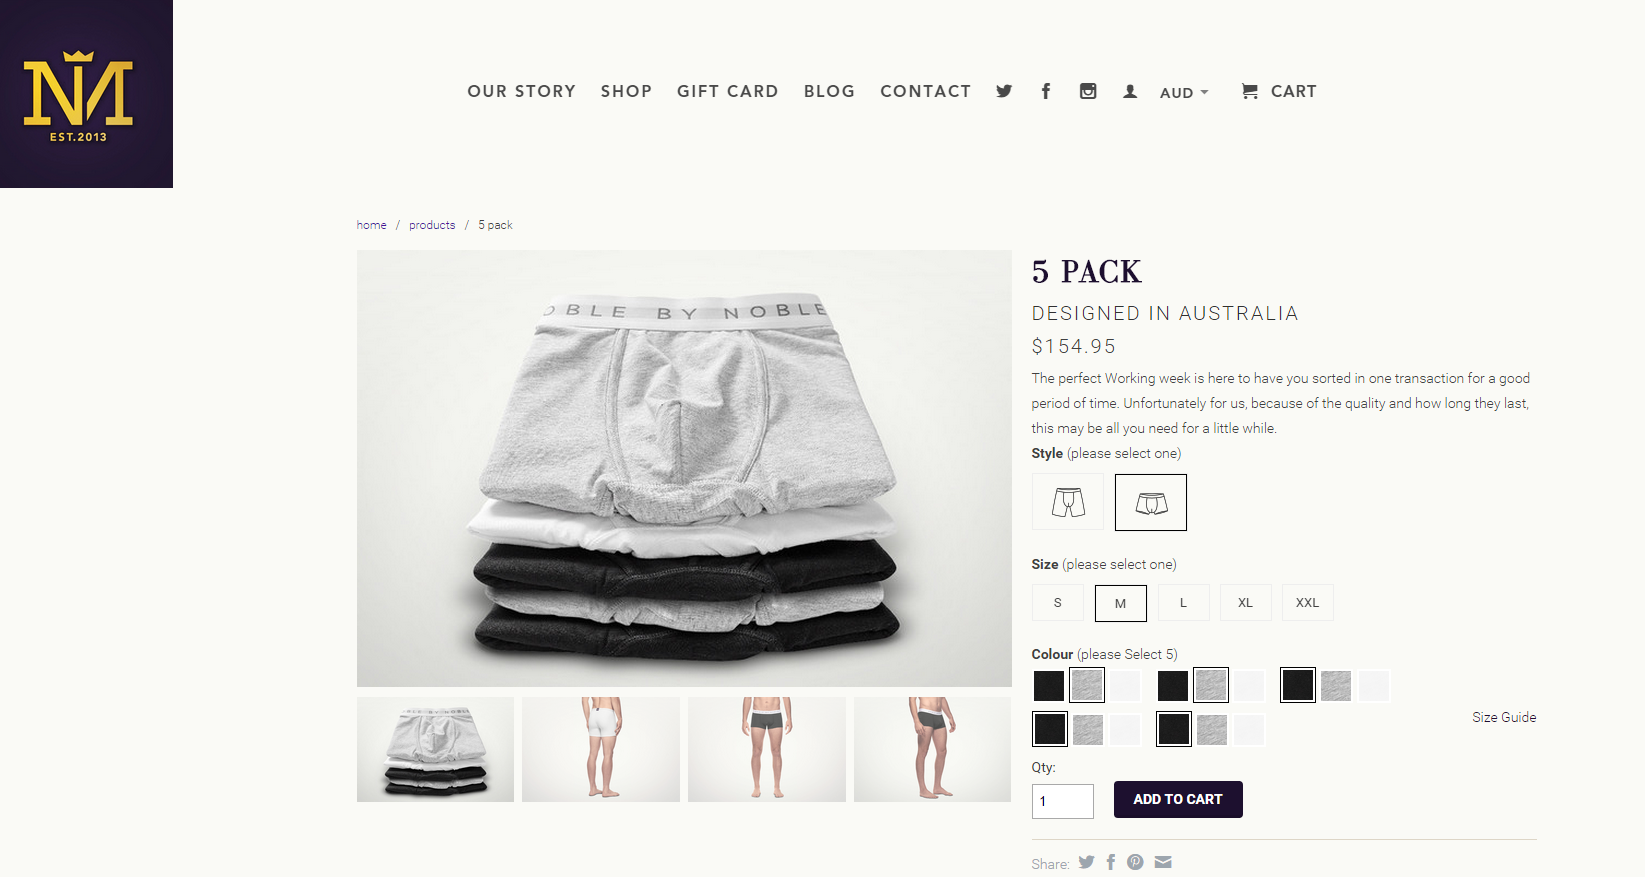 NM
EST.2013
OUR STORY SHOP GIFT CARD BLOG CONTACT AUD CART
home / products / 5 pack
OBLE BY NOBLE
5 PACK
DESIGNED IN AUSTRALIA
$154.95
The perfect Working week is here to have you sorted in one transaction for a good
period of time. Unfortunately for us, because of the quality and how long they last,
this may be all you need for a little while.
Style (please select one)
Size (please select one)
S M L XL XXL
Colour (please Select 5)
Size Guide
Qty:
1
ADD TO CART
Share:
BY NOBL